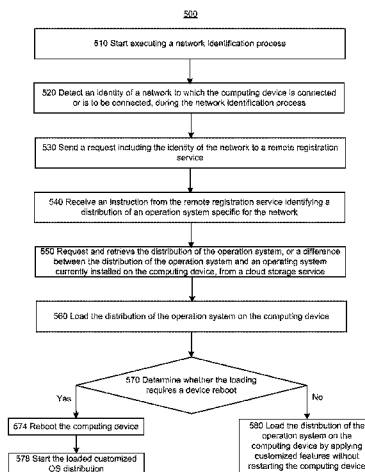 500
510 Start executing a network identification process
520 Detect an identity of a network to which the computing device is connected
or is to be connected, during the network identification process
530 Send a request including the identity of the network to a remote registration
service
540 Receive an instruction from the remote registration service identifying a
distribution of an operation system specific for the network
550 Request and retrieve the distribution of the operation system, or a difference
between the distribution of the operation system and an operating system
currently installed on the computing device, from a cloud storage service
560 Load the distribution of the operation system on the computing device
570 Determine whether the loading
requires a device reboot
Yes
No
574 Reboot the computing device
578 Start the loaded customized
OS distribution
580 Load the distribution of the
operation system on the
computing device by applying
customized features without
restarting the computing device